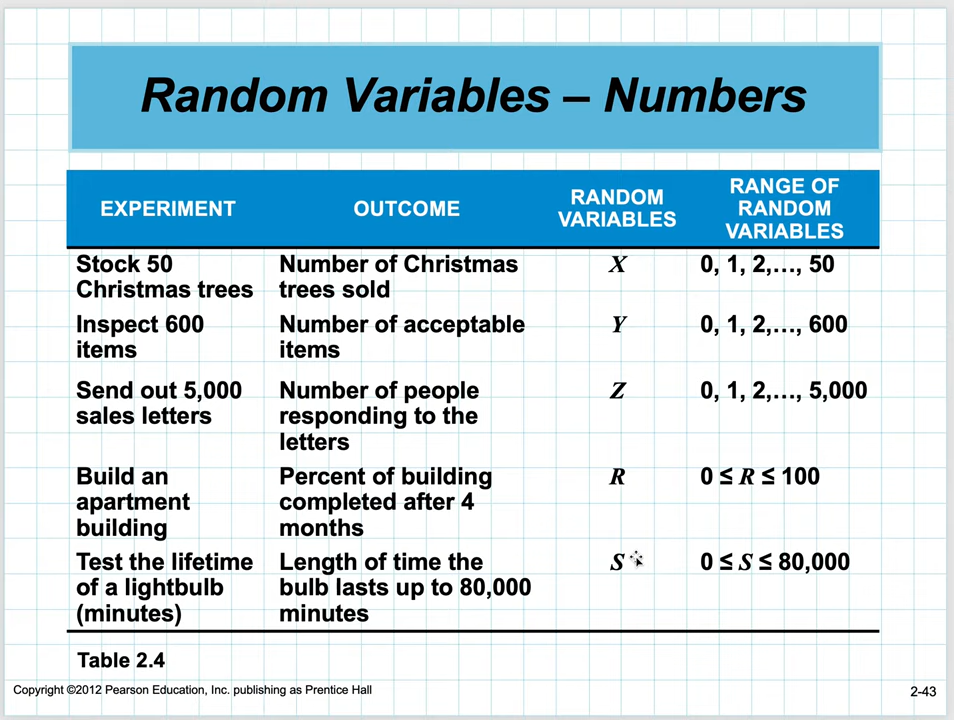 Random Variables – Numbers
EXPERIMENT OUTCOME RANDOM VARIABLES RANGE OF RANDOM VARIABLES
Stock 50 Number of Christmas X 0, 1, 2,…, 50
Christmas trees trees sold
Inspect 600 Number of acceptable Y 0, 1, 2,…, 600
items items
Send out 5,000 Number of people Z 0, 1, 2,…, 5,000
sales letters responding to the
letters
Build an Percent of building R 0 ≤ R ≤ 100
apartment completed after 4
building months
Test the lifetime Length of time the S 0 ≤ S ≤ 80,000
of a lightbulb bulb lasts up to 80,000
(minutes) minutes
Table 2.4
Copyright ©2012 Pearson Education, Inc. publishing as Prentice Hall 2-43